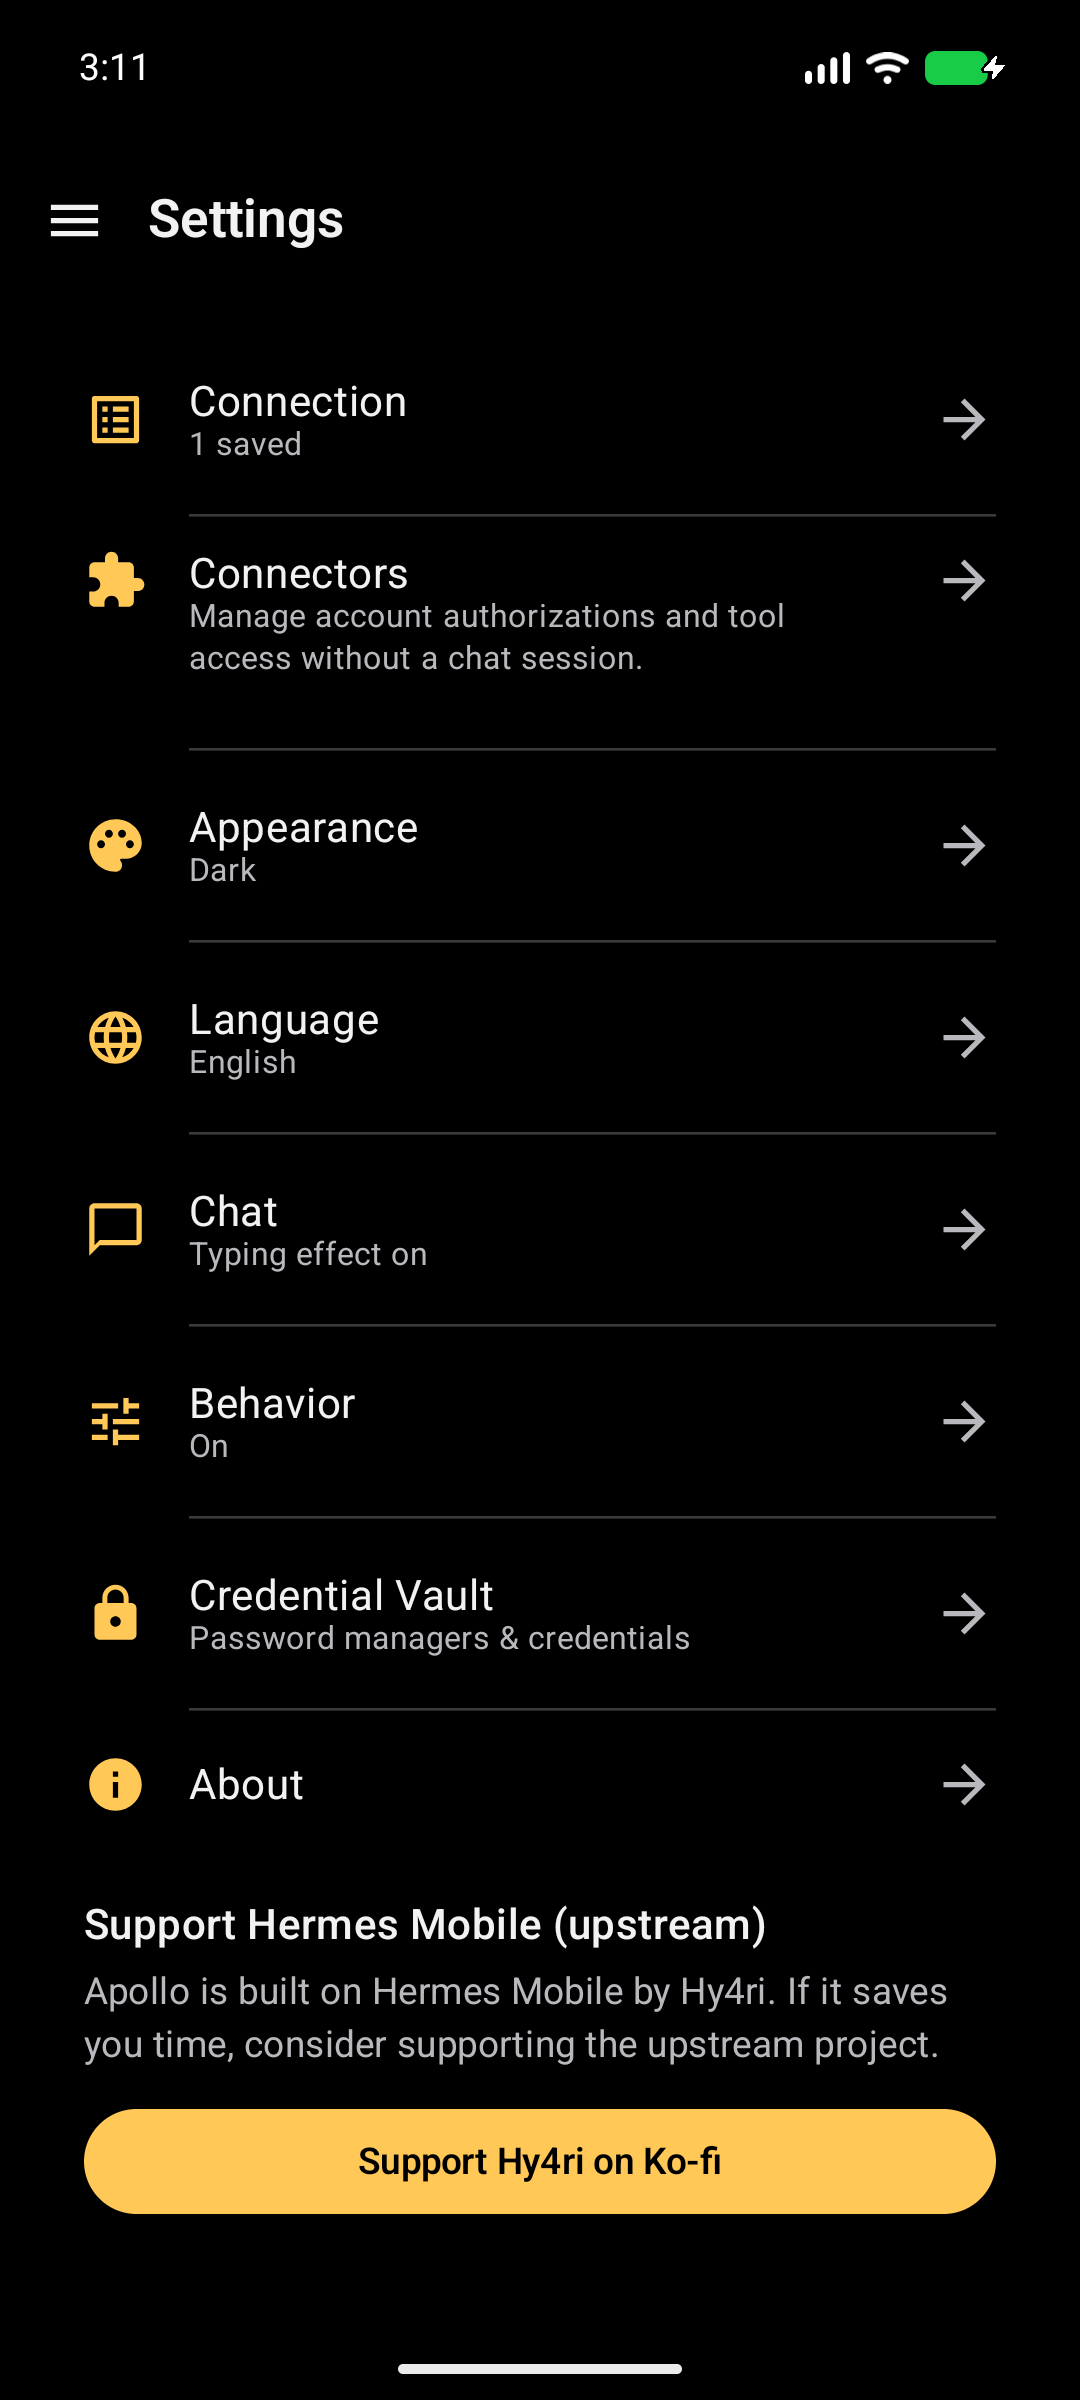 3:11
Settings
Connection
1 saved
Connectors
Manage account authorizations and tool
access without a chat session.
Appearance
Dark
Language
English
Chat
Typing effect on
Behavior
On
Credential Vault
Password managers & credentials
About
Support Hermes Mobile (upstream)
Apollo is built on Hermes Mobile by Hy4ri. If it saves
you time, consider supporting the upstream project.
Support Hy4ri on Ko-fi